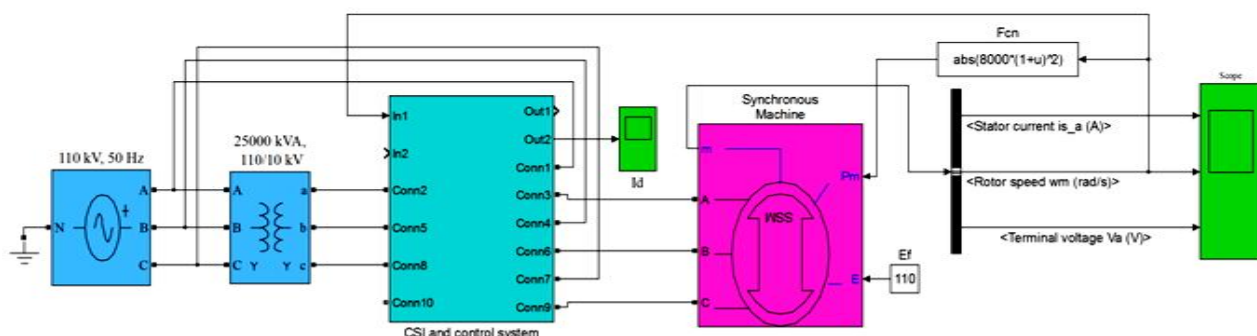 Fcn
abs(8000*(1+u)^2)
Scope
Synchronous
Machine
In1
Out1
<Stator current is_a (A)>
25000 kVA,
110/10 kV
Out2
110 kV, 50 Hz
In2
Id
m
Pm
Conn1
A
A
a
Conn2
Conn3
A
<Rotor speed wm (rad/s)>
N
B
B
b
Conn5
Conn4
SSM
Conn6
B
<Terminal voltage Va (V)>
C
C
Y
Y
c
Conn8
Conn7
Ef
E
110
Conn10
Conn9
C
CSI and control system